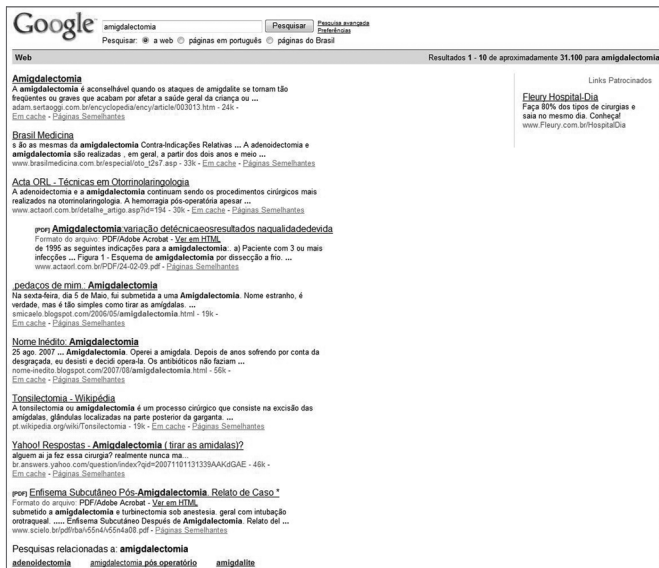 Google™
amigdalectomia Pesquisar Pesquisa avançada
Preferências
Pesquisar: a web páginas em português páginas do Brasil
Web Resultados 1 - 10 de aproximadamente 31.100 para amigdalectomia
Amigdalectomia
A amigdalectomia é aconselhável quando os ataques de amigdalite se tornam tão
freqüentes ou graves que acabam por afetar a saúde geral da criança ou ...
adam.sertaoggi.com.br/encyclopedia/ency/article/003013.htm - 24k -
Em cache - Páginas Semelhantes
Links Patrocinados
Fleury Hospital-Dia
Faça 80% dos tipos de cirurgias e
saia no mesmo dia. Conheça!
www.Fleury.com.br/HospitalDia
Brasil Medicina
s ão as mesmas da amigdalectomia Contra-Indicações Relativas ... A adenoidectomia e
amigdalectomia são realizadas , em geral, a partir dos dois anos e meio ...
www.brasilmedicina.com.br/especial/oto_t2s7.asp - 33k - Em cache - Páginas Semelhantes
Acta ORL - Técnicas em Otorrinolaringologia
A adenoidectomia e a amigdalectomia continuam sendo os procedimentos cirúrgicos mais
realizados na otorrinolaringologia. A hemorragia pós-operatória apesar ...
www.actaorl.com.br/detalhe_artigo.asp?id=194 - 30k - Em cache - Páginas Semelhantes
[PDF] Amigdalectomia:variação detécnicaeosresultados naqualidadedevida
Formato do arquivo: PDF/Adobe Acrobat - Ver em HTML
de 1995 as seguintes indicações para a amigdalectomia:. a) Paciente com 3 ou mais
infecções ... Figura 1 - Esquema de amigdalectomia por dissecção a frio. ...
www.actaorl.com.br/PDF/24-02-09.pdf - Páginas Semelhantes
.pedaços de mim.: Amigdalectomia
Na sexta-feira, dia 5 de Maio, fui submetida a uma Amigdalectomia. Nome estranho, é
verdade, mas é tão simples como tirar as amígdalas. ...
smicaelo.blogspot.com/2006/05/amigdalectomia.html - 19k -
Em cache - Páginas Semelhantes
Nome Inédito: Amigdalectomia
25 ago. 2007 ... Amigdalectomia. Operei a amigdala. Depois de anos sofrendo por conta da
desgraçada, eu desisti e decidi opera-la. Os antibióticos não faziam ...
nome-inedito.blogspot.com/2007/08/amigdalectomia.html - 56k -
Em cache - Páginas Semelhantes
Tonsilectomia - Wikipédia
A tonsilectomia ou amigdalectomia é um processo cirúrgico que consiste na excisão das
amígdalas, glândulas localizadas na parte posterior da garganta. ...
pt.wikipedia.org/wiki/Tonsilectomia - 19k - Em cache - Páginas Semelhantes
Yahoo! Respostas - Amigdalectomia ( tirar as amidalas)?
alguem ai ja fez essa cirurgia? realmente nunca ma...
br.answers.yahoo.com/question/index?qid=20071101131339AAKdGAE - 46k -
Em cache - Páginas Semelhantes
[PDF] Enfisema Subcutâneo Pós-Amigdalectomia. Relato de Caso *
Formato do arquivo: PDF/Adobe Acrobat - Ver em HTML
submetido a amigdalectomia e turbinectomia sob anestesia. geral com intubação
orotraqueal. ..... Enfisema Subcutáneo Después de Amigdalectomia. Relato del ...
www.scielo.br/pdf/rba/v55n4/v55n4a08.pdf - Páginas Semelhantes
Pesquisas relacionadas a: amigdalectomia
adenoidectomia amigdalectomia pós operatório amigdalite